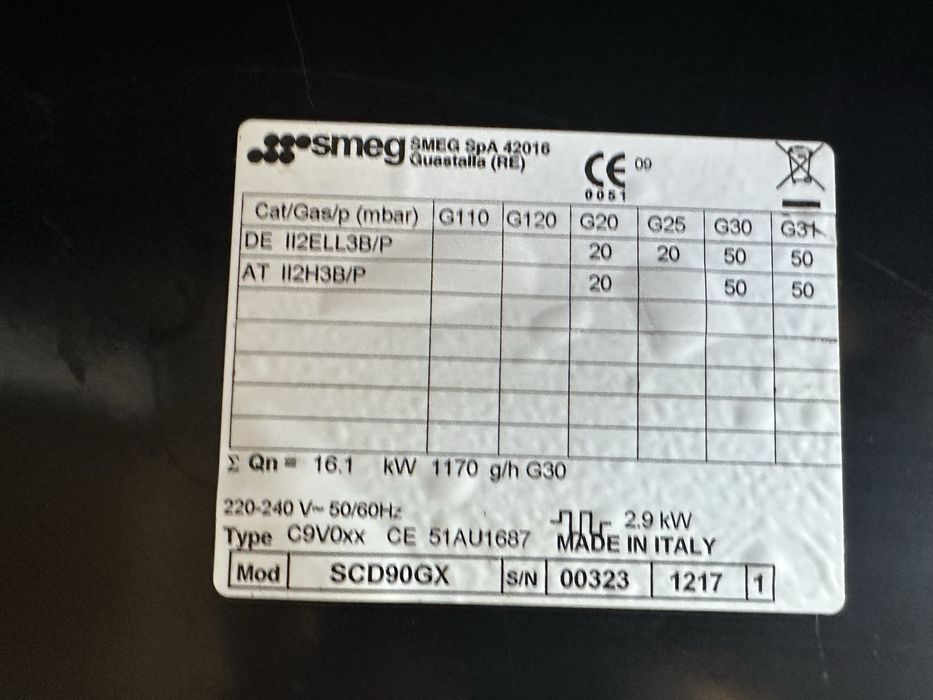 smeg SMEG SpA 42016
Guastalla (RE)
CE 09
0051
Cat/Gas/p (mbar) G110 G120 G20 G25 G30 G31
DE II2ELL3B/P 20 20 50 50
AT II2H3B/P 20 50 50
Σ Qn = 16.1 kW 1170 g/h G30
220-240 V~ 50/60Hz 2.9 kW
Type C9V0xx CE 51AU1687 MADE IN ITALY
Mod SCD90GX S/N 00323 1217 1